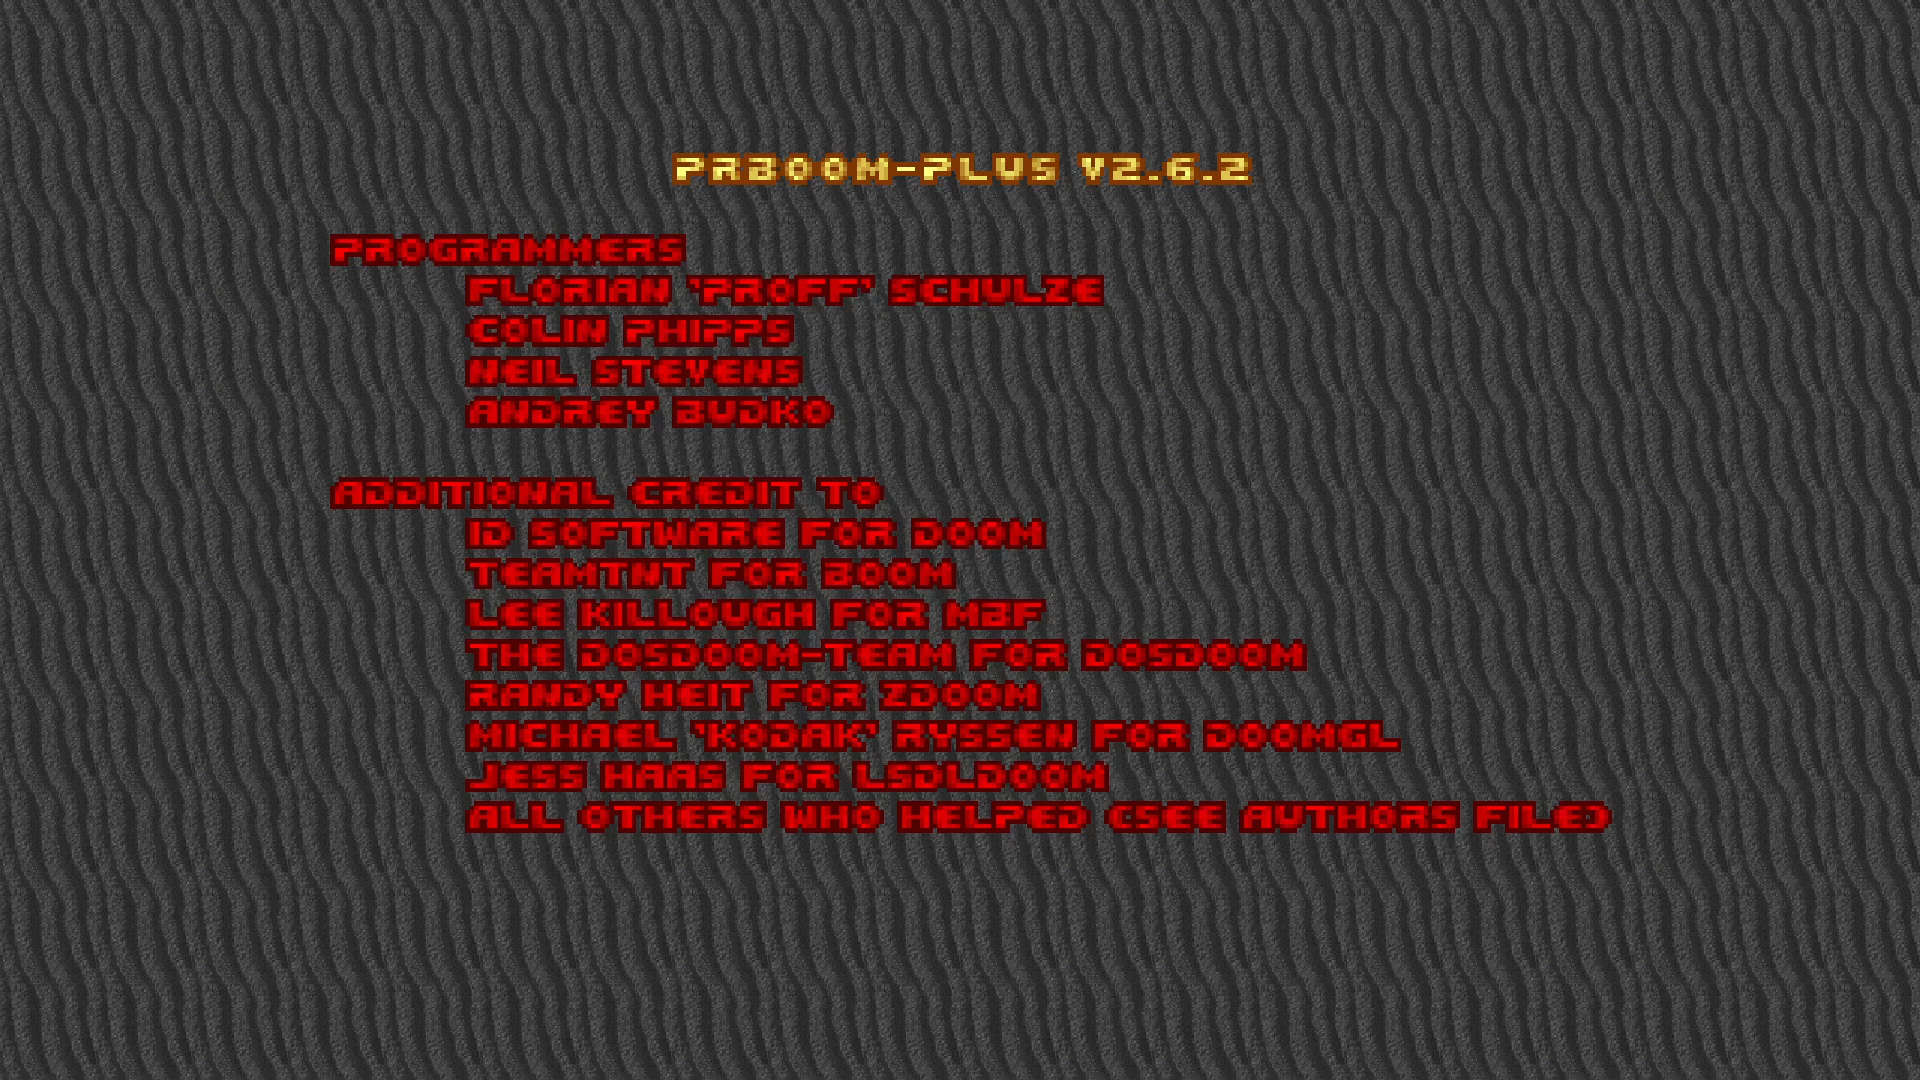 PRBOOM-PLUS V2.6.2
PROGRAMMERS
FLORIAN 'PROFF' SCHULZE
COLIN PHIPPS
NEIL STEVENS
ANDREY BUDKO
ADDITIONAL CREDIT TO
ID SOFTWARE FOR DOOM
TEAMTNT FOR BOOM
LEE KILLOUGH FOR MBF
THE DOSDOOM-TEAM FOR DOSDOOM
RANDY HEIT FOR ZDOOM
MICHAEL 'KODAK' RYSSEN FOR DOOMGL
JESS HAAS FOR LSDLDOOM
ALL OTHERS WHO HELPED (SEE AUTHORS FILE)